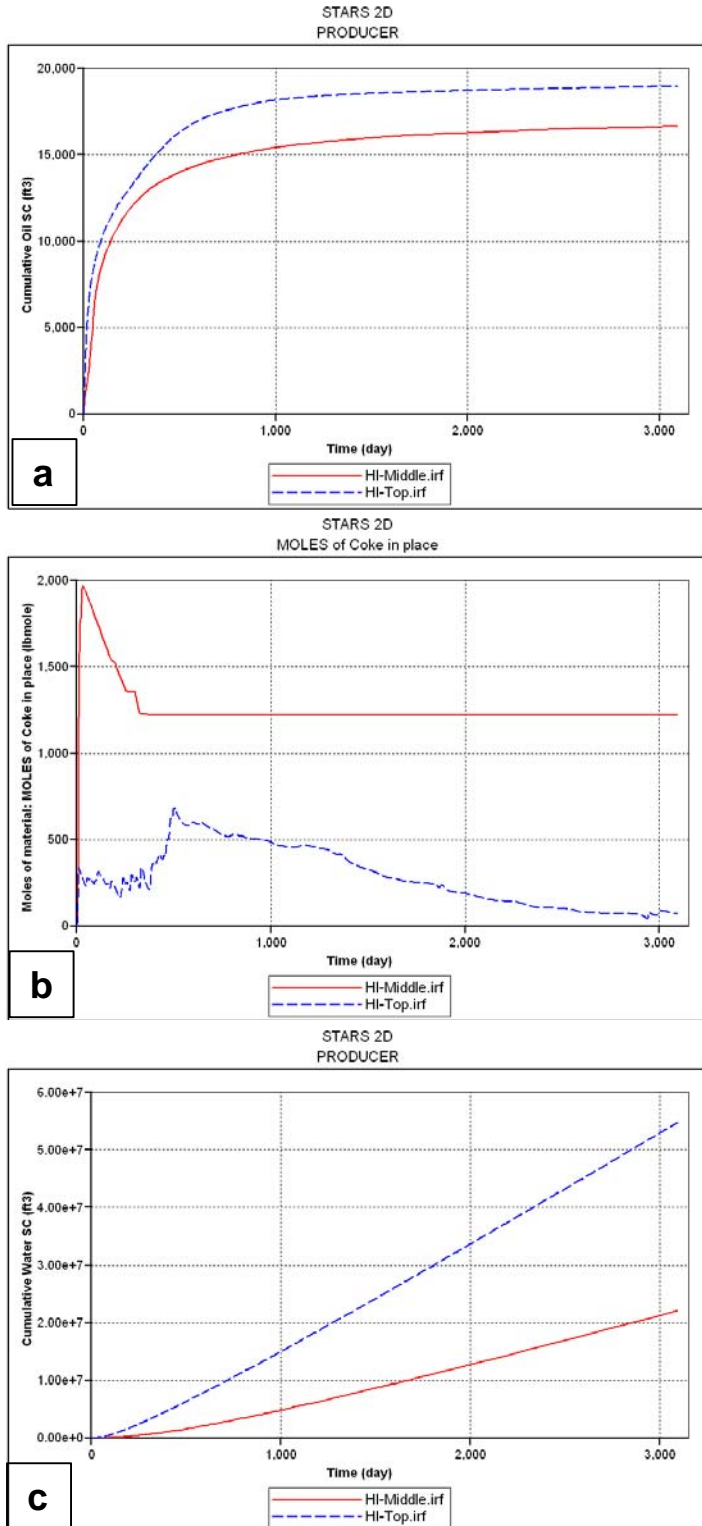 STARS 2D
PRODUCER
20,000
15,000
10,000
5,000
0
Cumulative Oil SC (ft3)
0 1,000 2,000 3,000
Time (day)
HI-Middle.irf
HI-Top.irf
a
STARS 2D
MOLES of Coke in place
2,000
1,500
1,000
500
0
Moles of material: MOLES of Coke in place (lbmole)
0 1,000 2,000 3,000
Time (day)
HI-Middle.irf
HI-Top.irf
b
STARS 2D
PRODUCER
6.00e+7
5.00e+7
4.00e+7
3.00e+7
2.00e+7
1.00e+7
0.00e+0
Cumulative Water SC (ft3)
0 1,000 2,000 3,000
Time (day)
HI-Middle.irf
HI-Top.irf
c